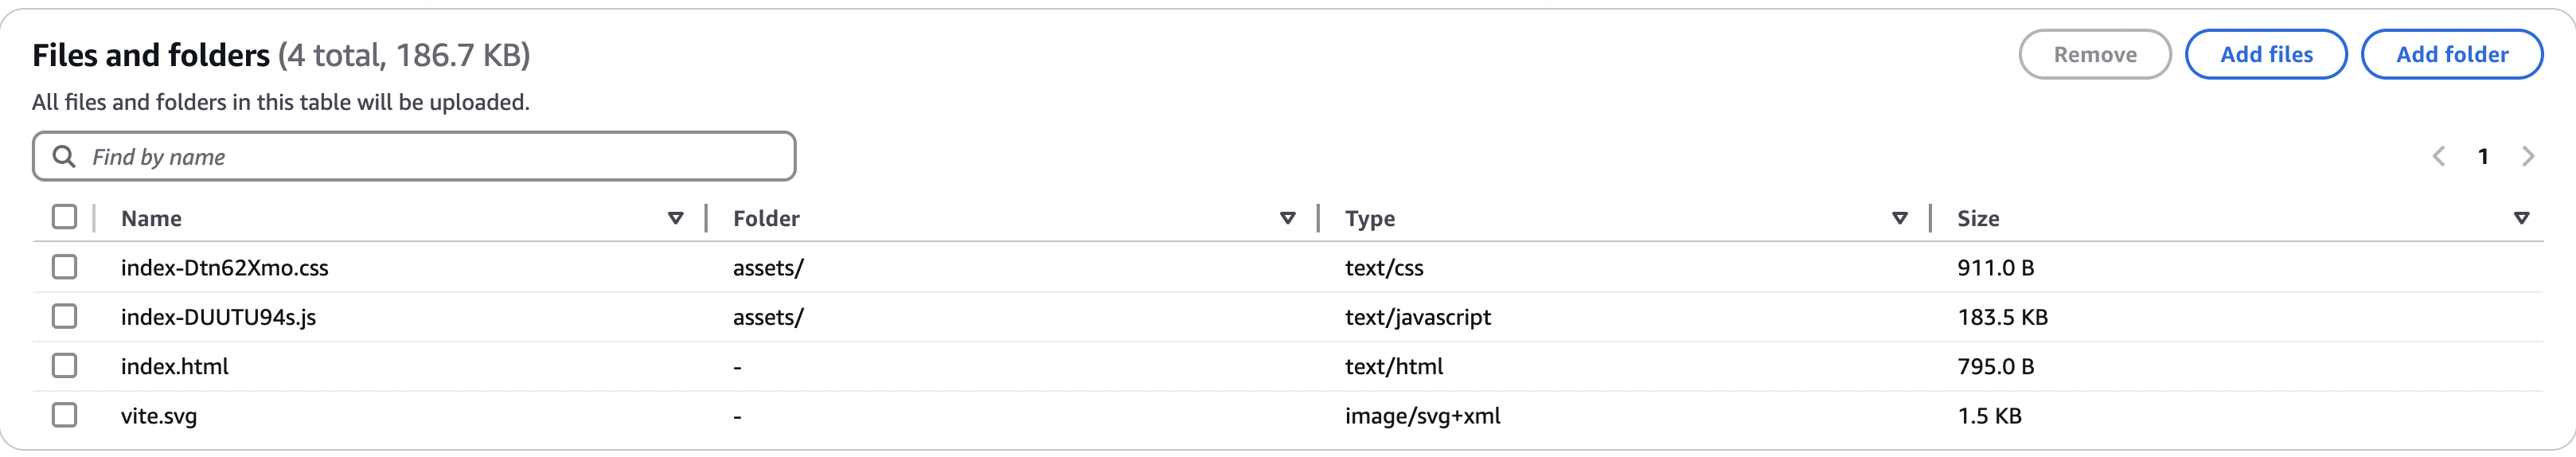 Files and folders (4 total, 186.7 KB)
Remove
Add files
Add folder
All files and folders in this table will be uploaded.
Find by name
1
Name Folder Type Size
index-Dtn62Xmo.css assets/ text/css 911.0 B
index-DUUTU94s.js assets/ text/javascript 183.5 KB
index.html - text/html 795.0 B
vite.svg - image/svg+xml 1.5 KB